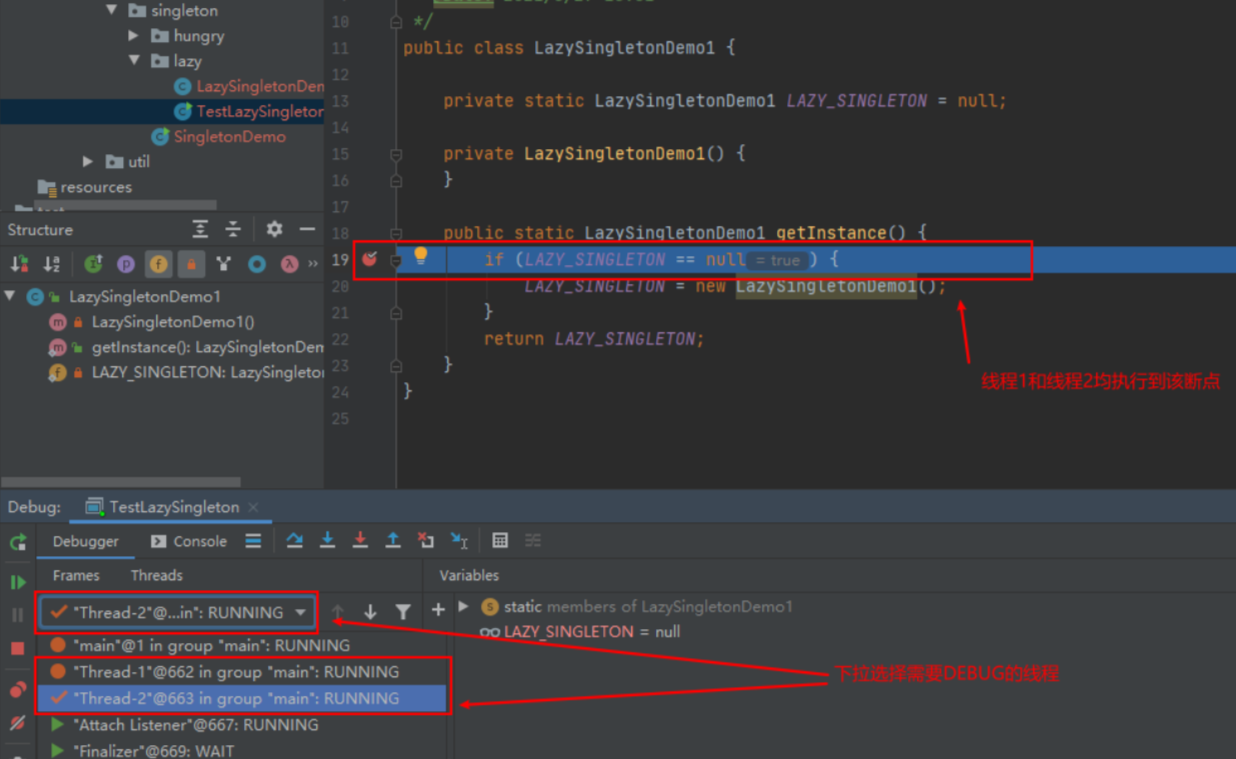 singleton
hungry
lazy
LazySingletonDem
TestLazySingleton
SingletonDemo
util
resources
Structure
LazySingletonDemo1
LazySingletonDemo1()
getInstance(): LazySingletonDem
LAZY_SINGLETON: LazySingleto
10 */
11 public class LazySingletonDemo1 {
12
13 private static LazySingletonDemo1 LAZY_SINGLETON = null;
14
15 private LazySingletonDemo1() {
16 }
17
18 public static LazySingletonDemo1 getInstance() {
19 if (LAZY_SINGLETON == null = true ) {
20 LAZY_SINGLETON = new LazySingletonDemo1();
21 }
22 return LAZY_SINGLETON;
23 }
24 }
25
线程1和线程2均执行到该断点
Debug: TestLazySingleton
Debugger Console
Frames Threads
"Thread-2"@...in": RUNNING
"main"@1 in group "main": RUNNING
"Thread-1"@662 in group "main": RUNNING
"Thread-2"@663 in group "main": RUNNING
"Attach Listener"@667: RUNNING
"Finalizer"@669: WAIT
Variables
static members of LazySingletonDemo1
LAZY_SINGLETON = null
下拉选择需要DEBUG的线程